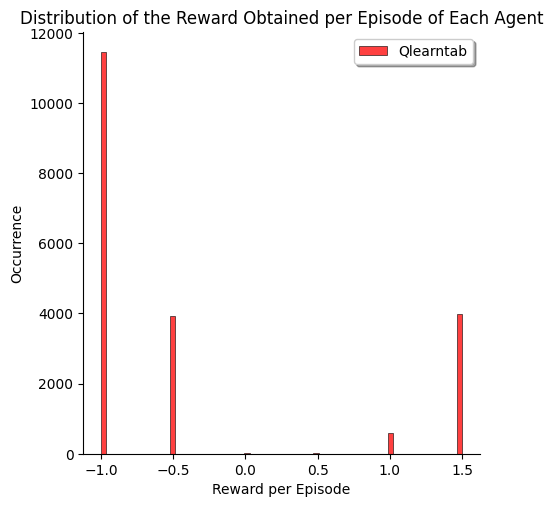 Distribution of the Reward Obtained per Episode of Each Agent
Qlearntab
12000
10000
8000
6000
4000
2000
0
Occurrence
−1.0 −0.5 0.0 0.5 1.0 1.5
Reward per Episode